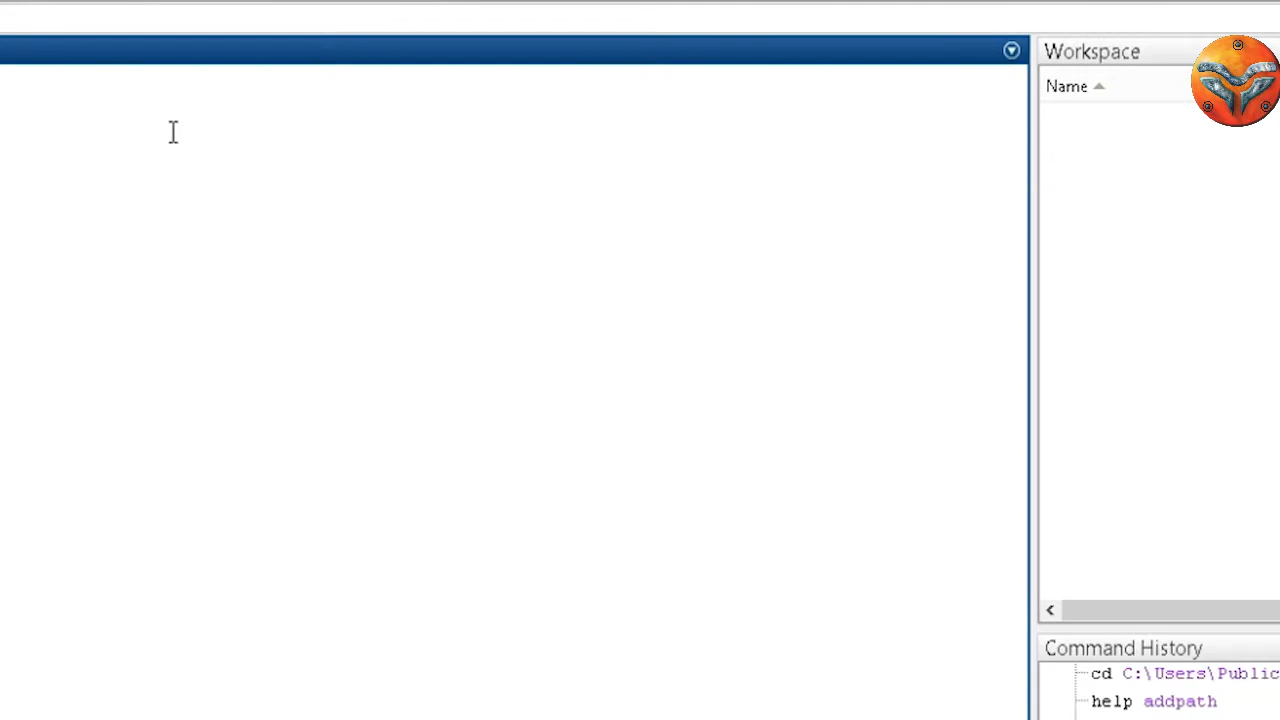 Workspace
Name
Command History
cd C:\Users\Public
help addpath